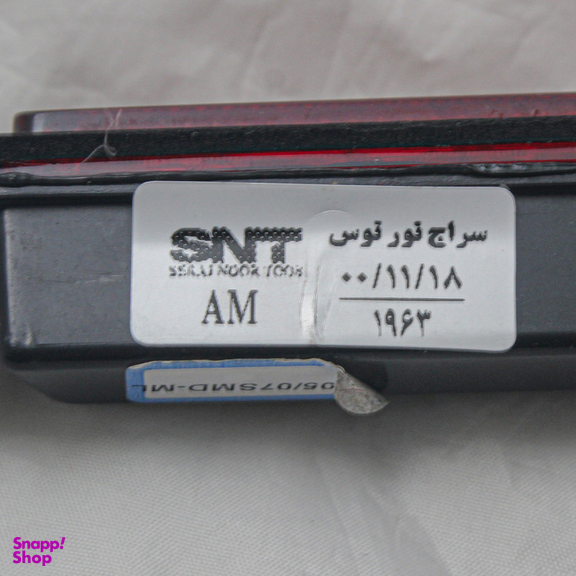 SNT
SERAJ NOOR TOOS
AM
سراج نور توس
۰۰/۱۱/۱۸
۱۹۶۳
05/07SMD-ML
Snapp!
Shop